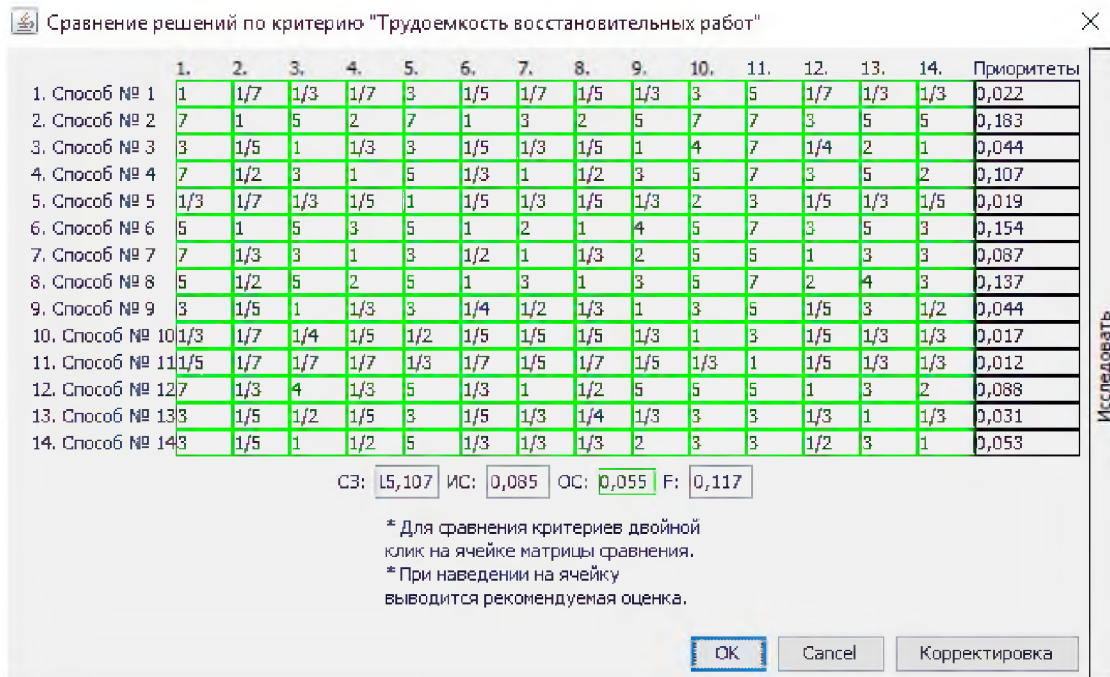 Сравнение решений по критерию "Трудоемкость восстановительных работ"
1. 2. 3. 4. 5. 6. 7. 8. 9. 10. 11. 12. 13. 14. Приоритеты
1. Способ № 1 1 1/7 1/3 1/7 3 1/5 1/7 1/5 1/3 3 5 1/7 1/3 1/3 0,022
2. Способ № 2 7 1 5 2 7 1 3 2 5 7 7 3 5 5 0,183
3. Способ № 3 3 1/5 1 1/3 3 1/5 1/3 1/5 1 4 7 1/4 2 1 0,044
4. Способ № 4 7 1/2 3 1 5 1/3 1 1/2 3 5 7 3 5 2 0,107
5. Способ № 5 1/3 1/7 1/3 1/5 1 1/5 1/3 1/5 1/3 2 3 1/5 1/3 1/5 0,019
6. Способ № 6 5 1 5 3 5 1 2 1 4 5 7 3 5 3 0,154
7. Способ № 7 7 1/3 3 1 3 1/2 1 1/3 2 5 5 1 3 3 0,087
8. Способ № 8 5 1/2 5 2 5 1 3 1 3 5 7 2 4 3 0,137
9. Способ № 9 3 1/5 1 1/3 3 1/4 1/2 1/3 1 3 5 1/5 3 1/2 0,044
10. Способ № 10 1/3 1/7 1/4 1/5 1/2 1/5 1/5 1/5 1/3 1 3 1/5 1/3 1/3 0,017
11. Способ № 11 1/5 1/7 1/7 1/7 1/3 1/7 1/5 1/7 1/5 1/3 1 1/5 1/3 1/3 0,012
12. Способ № 12 7 1/3 4 1/3 5 1/3 1 1/2 5 5 5 1 3 2 0,088
13. Способ № 13 3 1/5 1/2 1/5 3 1/5 1/3 1/4 1/3 3 3 1/3 1 1/3 0,031
14. Способ № 14 3 1/5 1 1/2 5 1/3 1/3 1/3 2 3 3 1/2 3 1 0,053
СЗ: 15,107 ИС: 0,085 ОС: 0,055 F: 0,117
* Для сравнения критериев двойной
клик на ячейке матрицы сравнения.
* При наведении на ячейку
выводится рекомендуемая оценка.
OK Cancel Корректировка
Исследовать